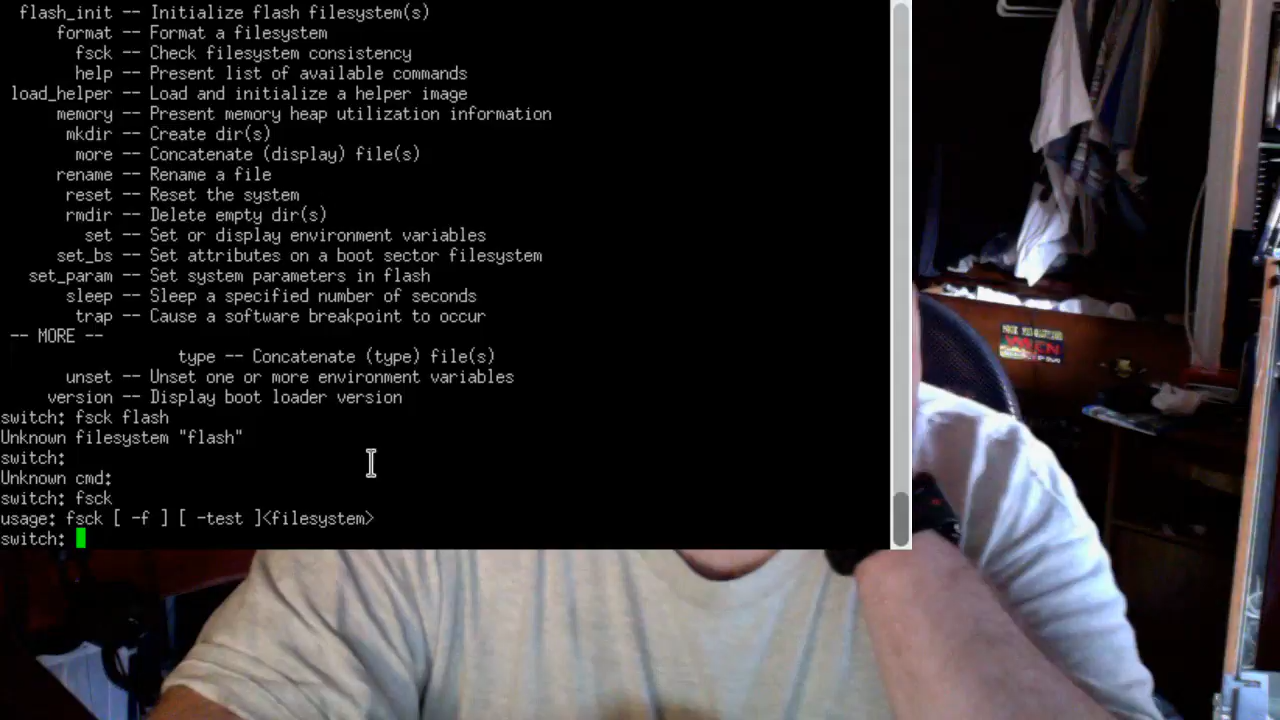 flash_init -- Initialize flash filesystem(s)
format -- Format a filesystem
fsck -- Check filesystem consistency
help -- Present list of available commands
load_helper -- Load and initialize a helper image
memory -- Present memory heap utilization information
mkdir -- Create dir(s)
more -- Concatenate (display) file(s)
rename -- Rename a file
reset -- Reset the system
rmdir -- Delete empty dir(s)
set -- Set or display environment variables
set_bs -- Set attributes on a boot sector filesystem
set_param -- Set system parameters in flash
sleep -- Sleep a specified number of seconds
trap -- Cause a software breakpoint to occur
-- MORE --
type -- Concatenate (type) file(s)
unset -- Unset one or more environment variables
version -- Display boot loader version
switch: fsck flash
Unknown filesystem "flash"
switch:
Unknown cmd:
switch: fsck
usage: fsck [ -f ] [ -test ]<filesystem>
switch: